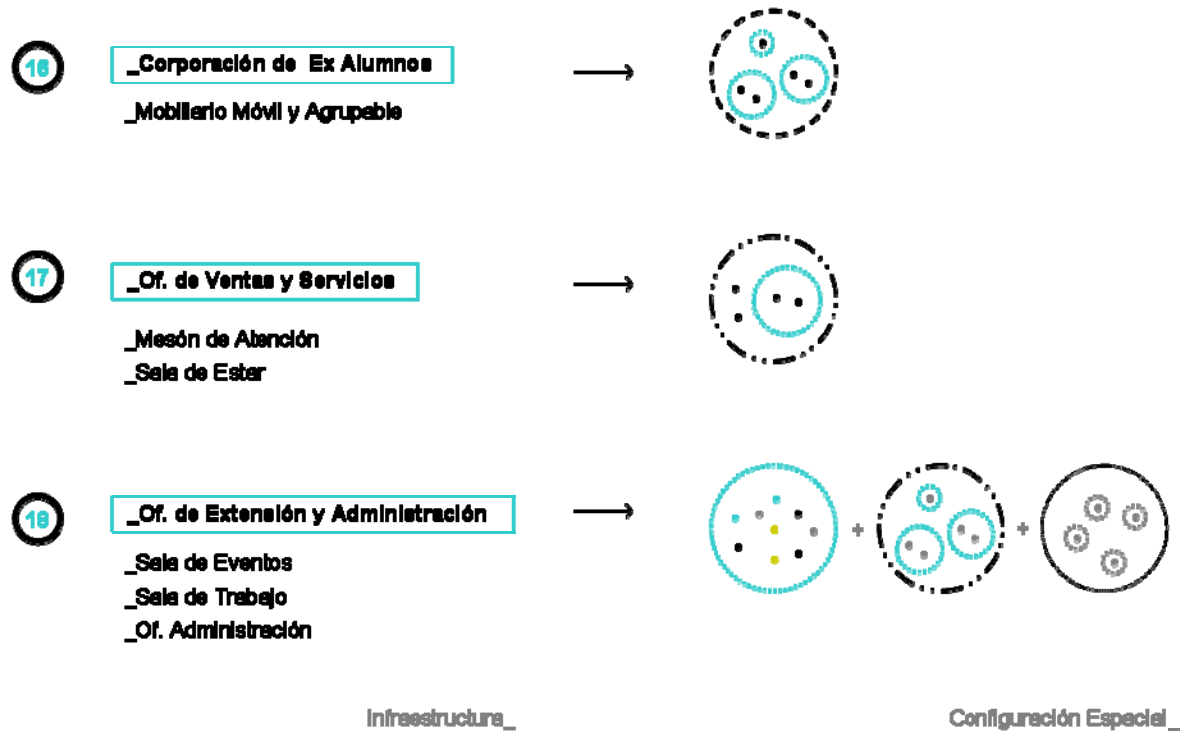 16
_Corporación de Ex Alumnos
_Mobiliario Móvil y Agrupable
17
_Of. de Ventas y Servicios
_Mesón de Atención
_Sala de Estar
18
_Of. de Extensión y Administración
+
+
_Sala de Eventos
_Sala de Trabajo
_Of. Administración
Infraestructura_
Configuración Espacial_